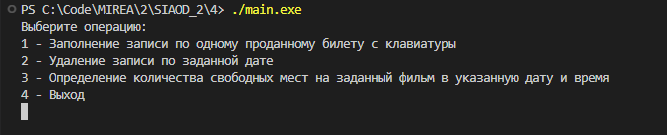 PS C:\Code\MIREA\2\SIAOD_2\4> ./main.exe
Выберите операцию:
1 - Заполнение записи по одному проданному билету с клавиатуры
2 - Удаление записи по заданной дате
3 - Определение количества свободных мест на заданный фильм в указанную дату и время
4 - Выход